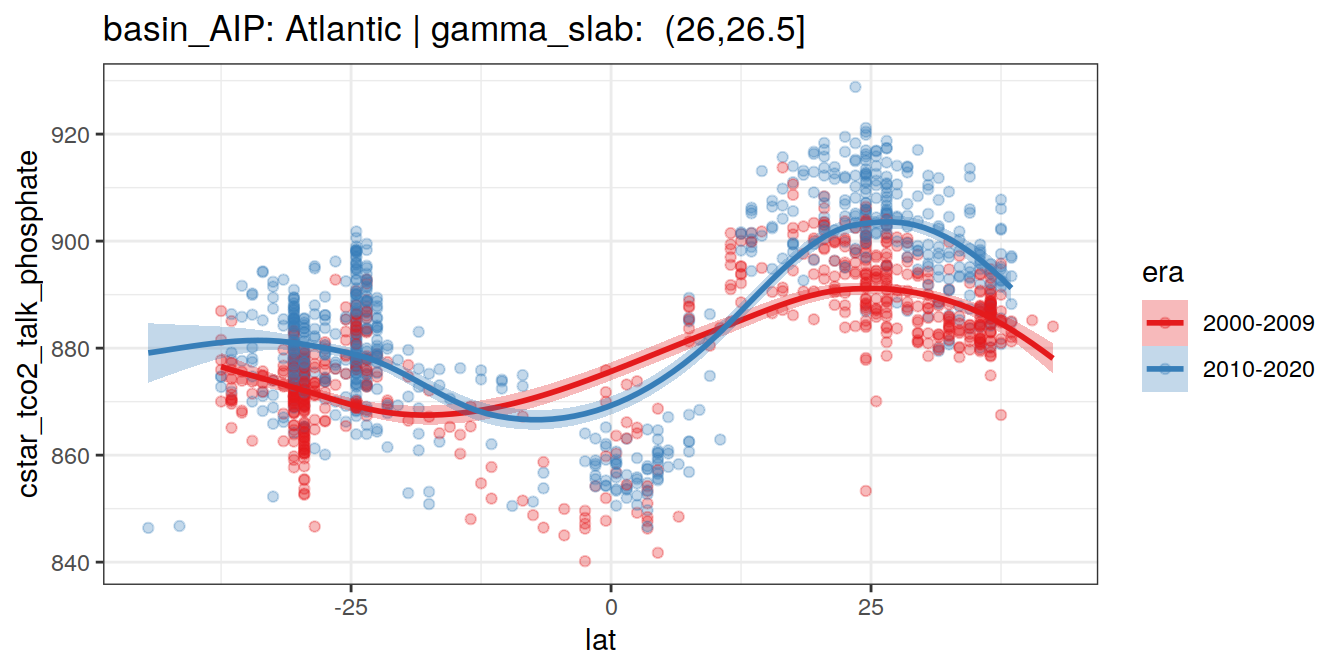 basin_AIP: Atlantic | gamma_slab:  (26,26.5]
cstar_tco2_talk_phosphate
920
900
880
860
840
-25
0
25
lat
era
2000-2009
2010-2020